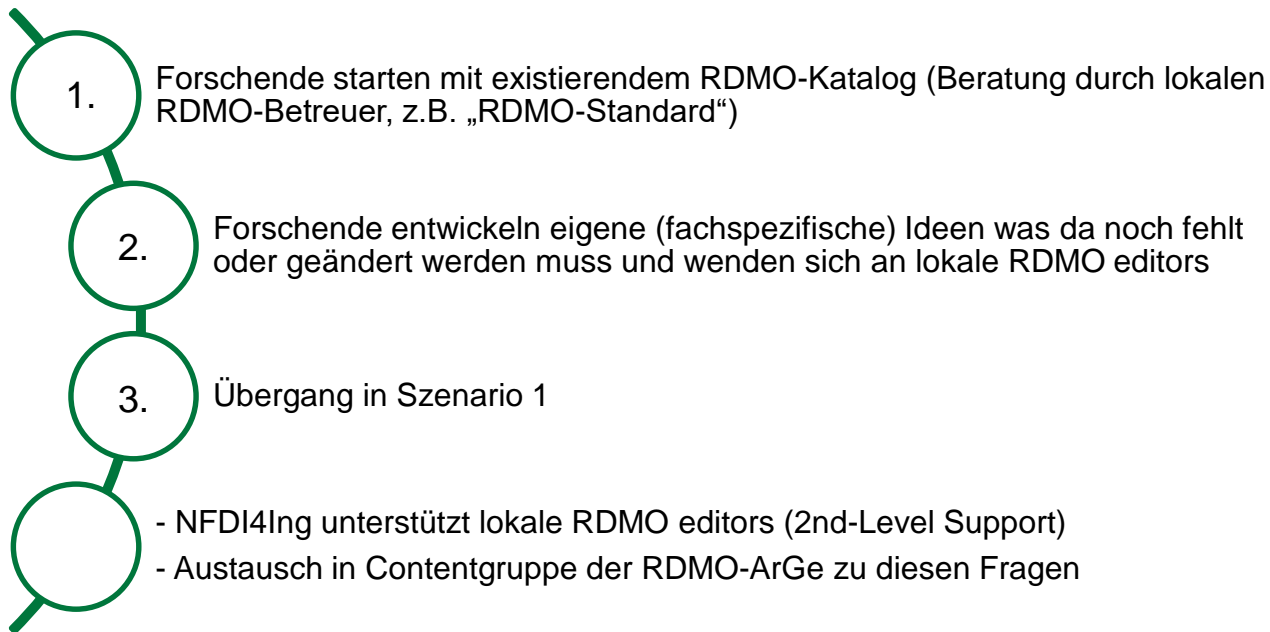 1.
Forschende starten mit existierendem RDMO-Katalog (Beratung durch lokalen
RDMO-Betreuer, z.B. „RDMO-Standard“)
2.
Forschende entwickeln eigene (fachspezifische) Ideen was da noch fehlt
oder geändert werden muss und wenden sich an lokale RDMO editors
3.
Übergang in Szenario 1
- NFDI4Ing unterstützt lokale RDMO editors (2nd-Level Support)
- Austausch in Contentgruppe der RDMO-ArGe zu diesen Fragen